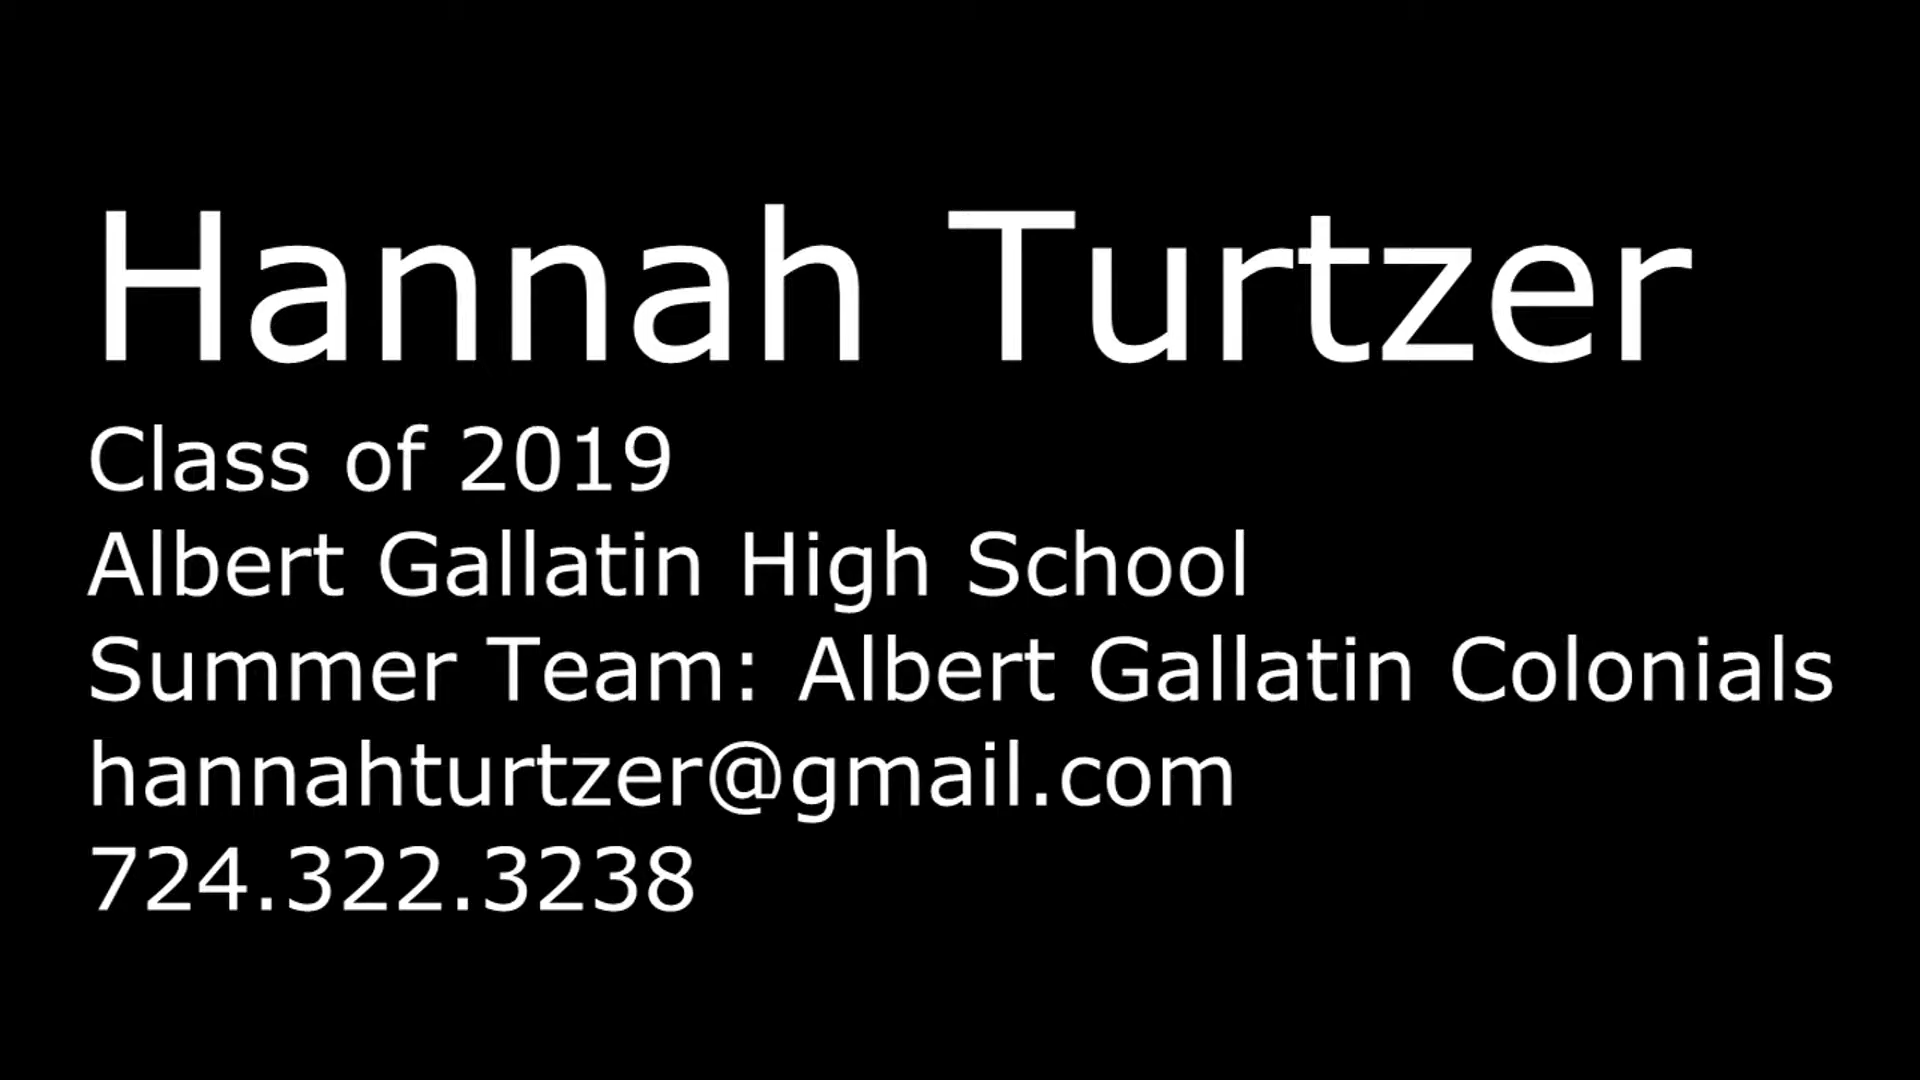 Hannah Turtzer
Class of 2019
Albert Gallatin High School
Summer Team: Albert Gallatin Colonials
hannahturtzer@gmail.com
724.322.3238